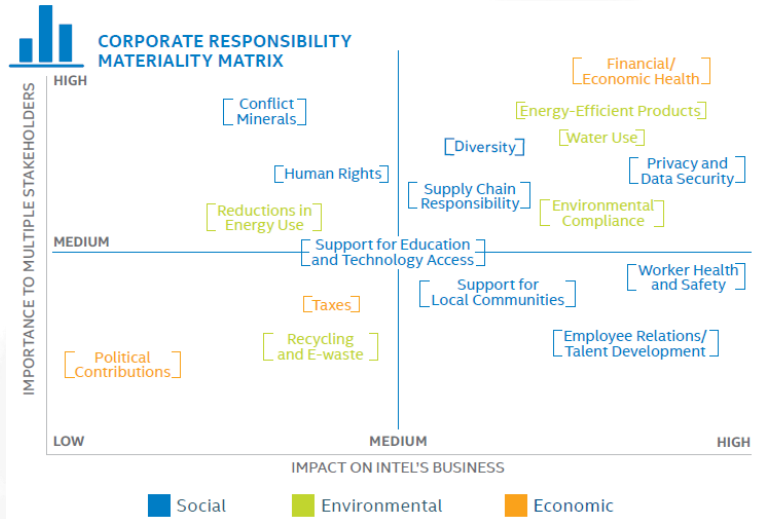 CORPORATE RESPONSIBILITY
MATERIALITY MATRIX
IMPORTANCE TO MULTIPLE STAKEHOLDERS
HIGH
Financial/
Economic Health
Conflict
Minerals
Energy-Efficient Products
Water Use
Diversity
Human Rights
Privacy and
Data Security
Supply Chain
Responsibility
Reductions in
Energy Use
Environmental
Compliance
MEDIUM
Support for Education
and Technology Access
Worker Health
and Safety
Support for
Local Communities
Taxes
Recycling
and E-waste
Employee Relations/
Talent Development
Political
Contributions
LOW
MEDIUM
HIGH
IMPACT ON INTEL'S BUSINESS
Social
Environmental
Economic